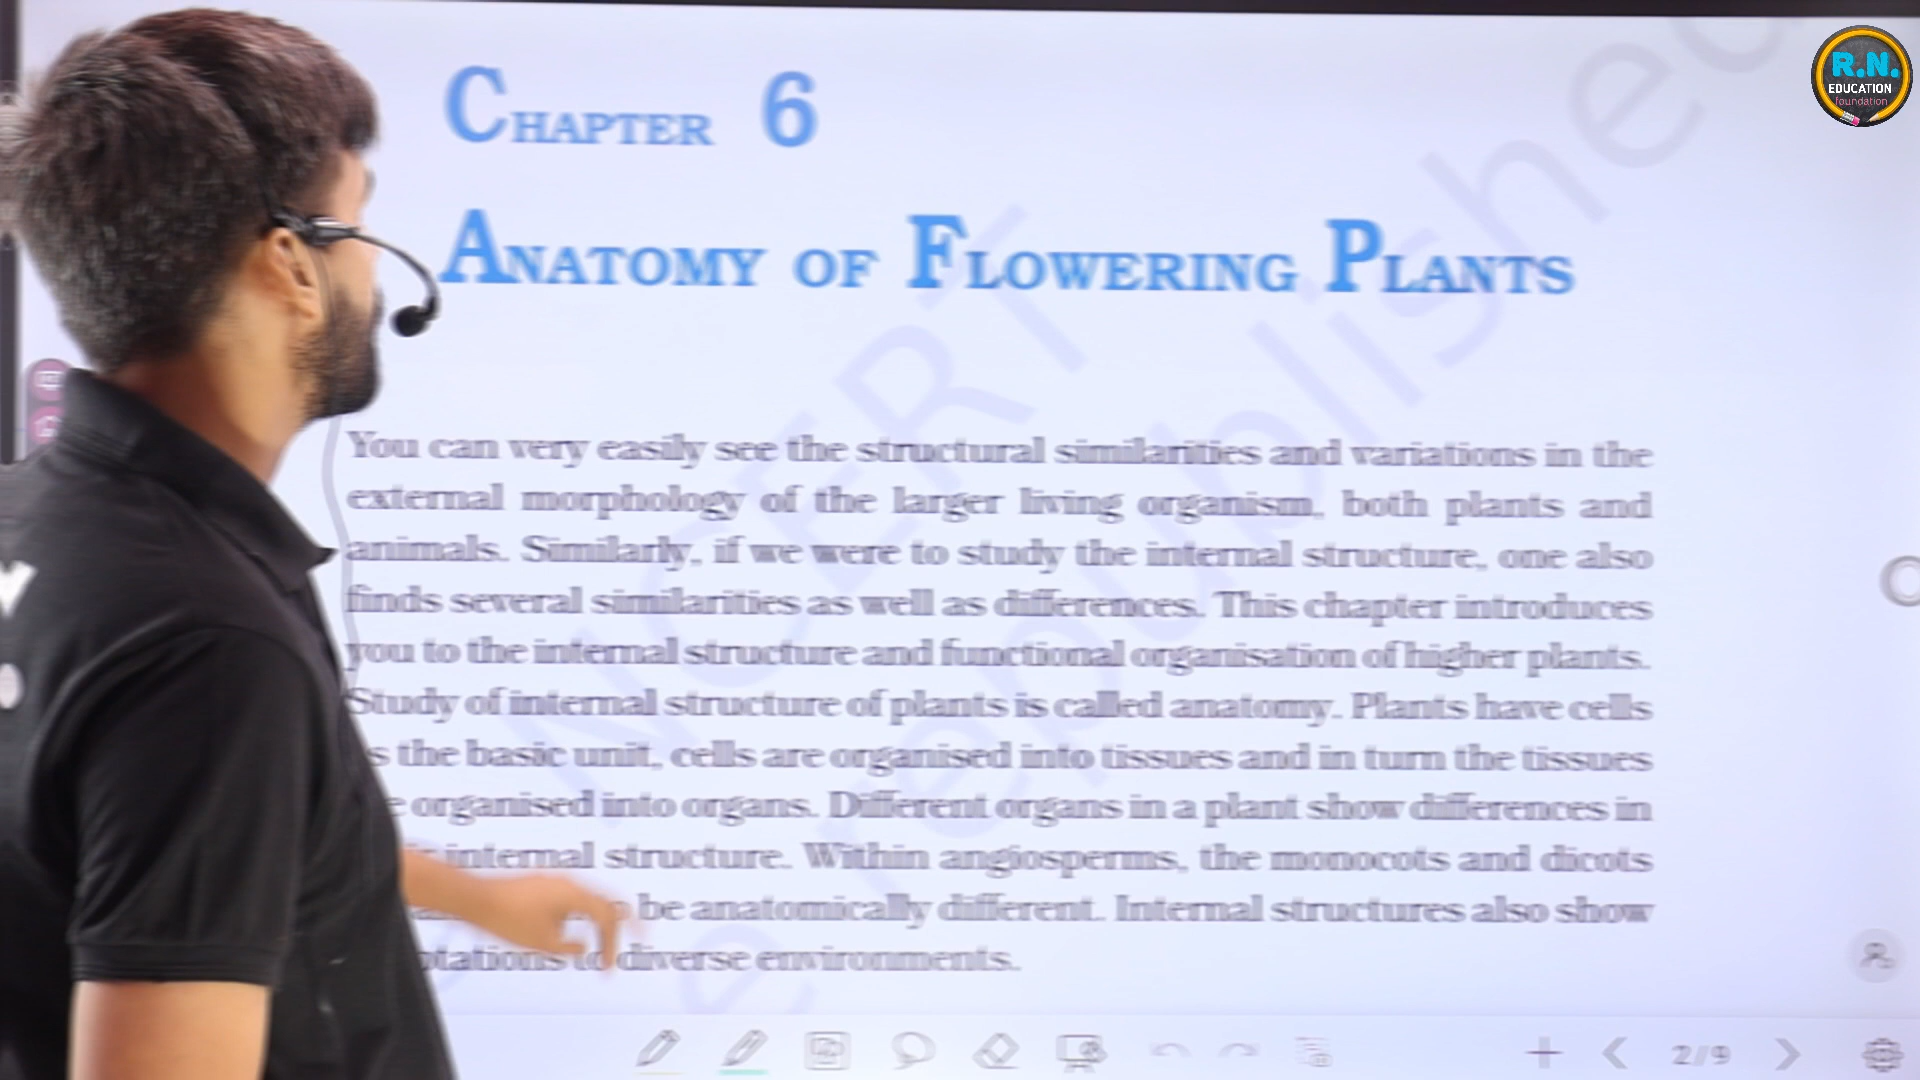 R.N.
EDUCATION
foundation
CHAPTER 6
ANATOMY OF FLOWERING PLANTS
You can very easily see the structural similarities and variations in the
external morphology of the larger living organism, both plants and
animals. Similarly, if we were to study the internal structure, one also
finds several similarities as well as differences. This chapter introduces
you to the internal structure and functional organisation of higher plants.
Study of internal structure of plants is called anatomy. Plants have cells
the basic unit, cells are organised into tissues and in turn the tissues
organised into organs. Different organs in a plant show differences in
internal structure. Within angiosperms, the monocots and dicots
be anatomically different. Internal structures also show
to diverse environments.
NCERT
republished
2/9